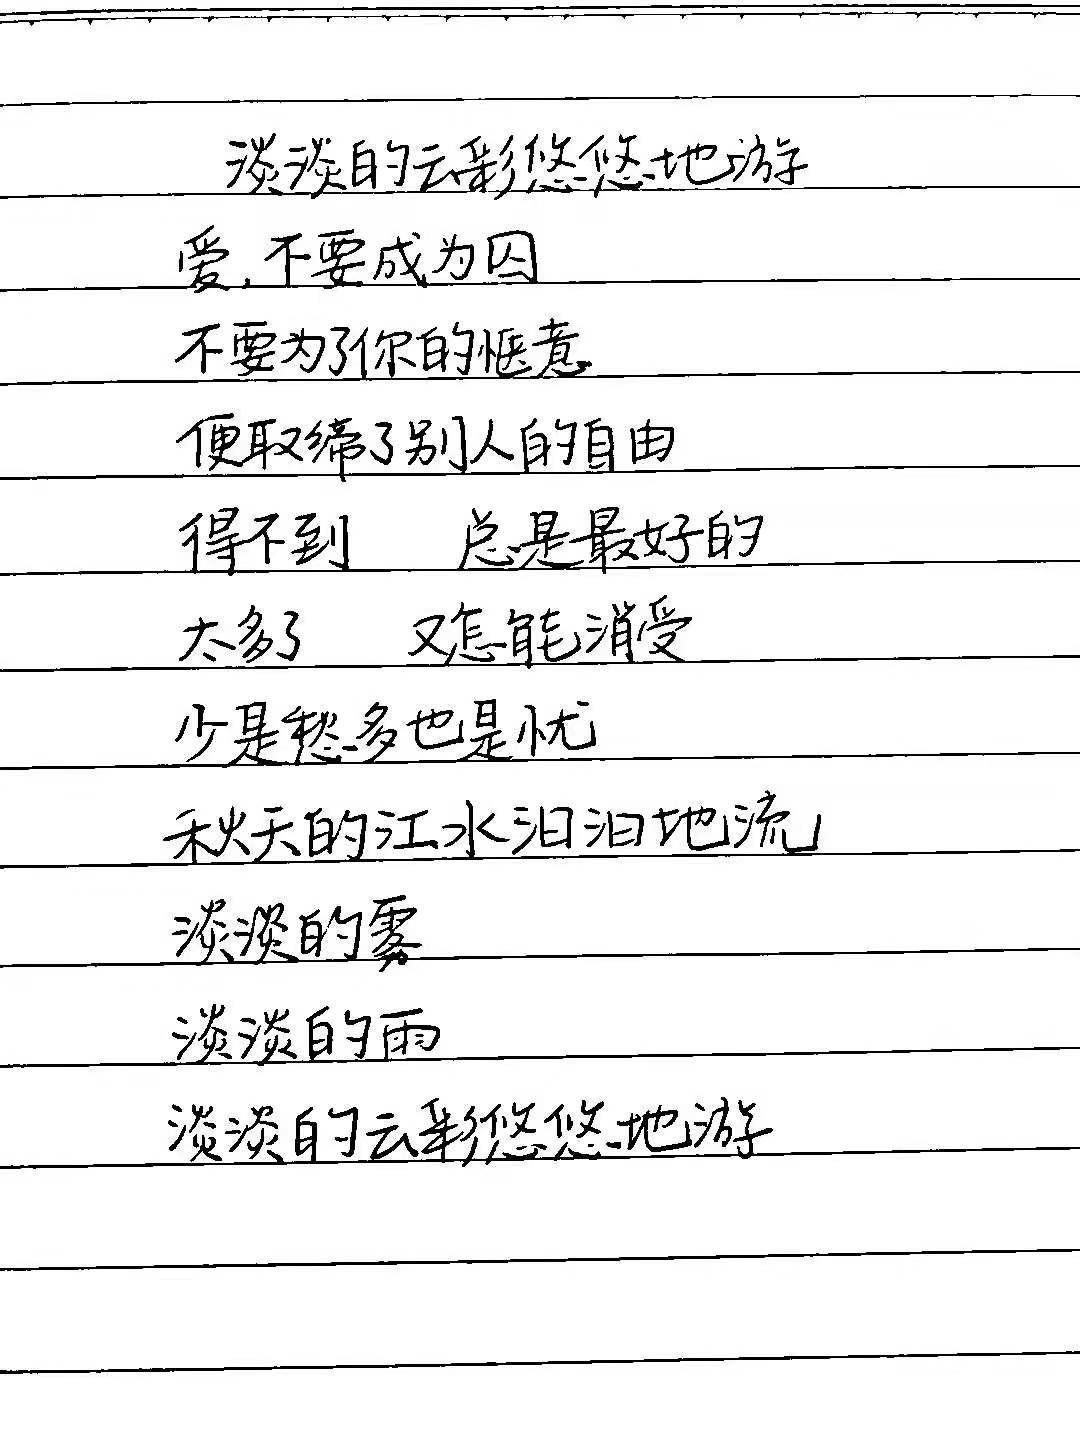 淡淡的云彩悠悠地游
爱,不要成为囚
不要为了你的惬意
便取缔了别人的自由
得不到 总是最好的
太多了 又怎能消受
少是愁多也是忧
秋天的江水汩汩地流
淡淡的雾
淡淡的雨
淡淡的云彩悠悠地游